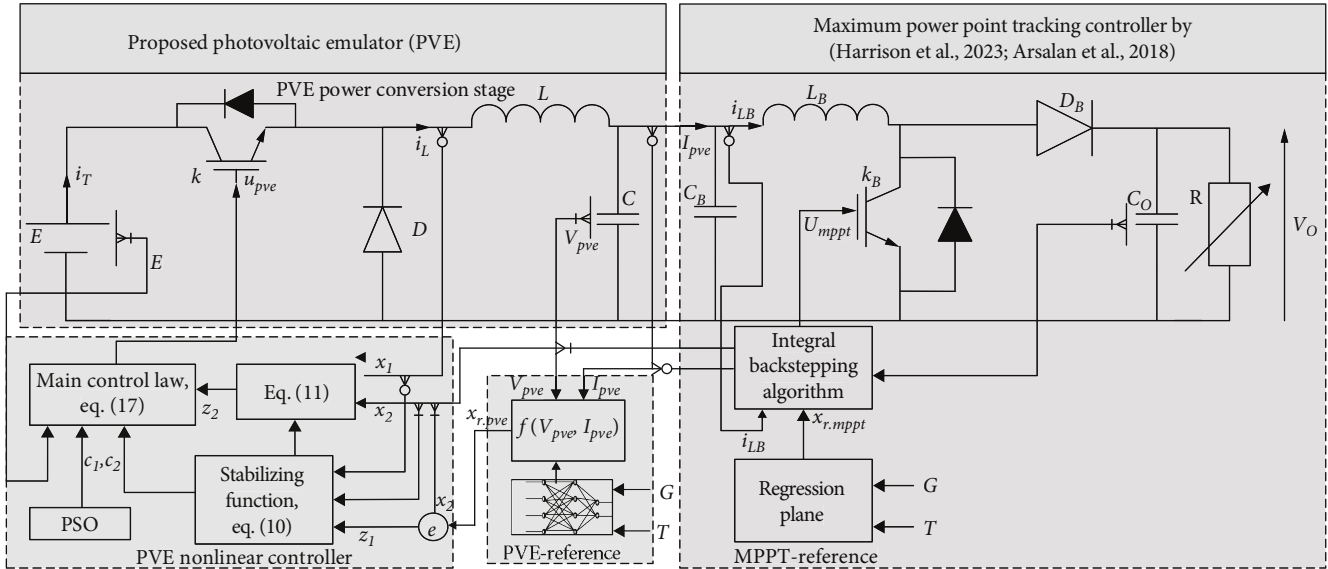 Proposed photovoltaic emulator (PVE)
Maximum power point tracking controller by
(Harrison et al., 2023; Arsalan et al., 2018)
PVE power conversion stage
L
i_L
i_T
k
u_pve
E
E
D
C
V_pve
I_pve
i_LB
L_B
D_B
C_B
k_B
U_mppt
C_O
R
V_O
Main control law,
eq. (17)
z_2
Eq. (11)
x_1
x_2
c_1,c_2
PSO
Stabilizing
function,
eq. (10)
x_2
z_1
e
PVE nonlinear controller
V_pve
I_pve
x_r.pve
f(V_pve, I_pve)
G
T
PVE-reference
Integral
backstepping
algorithm
i_LB
x_r.mppt
Regression
plane
G
T
MPPT-reference